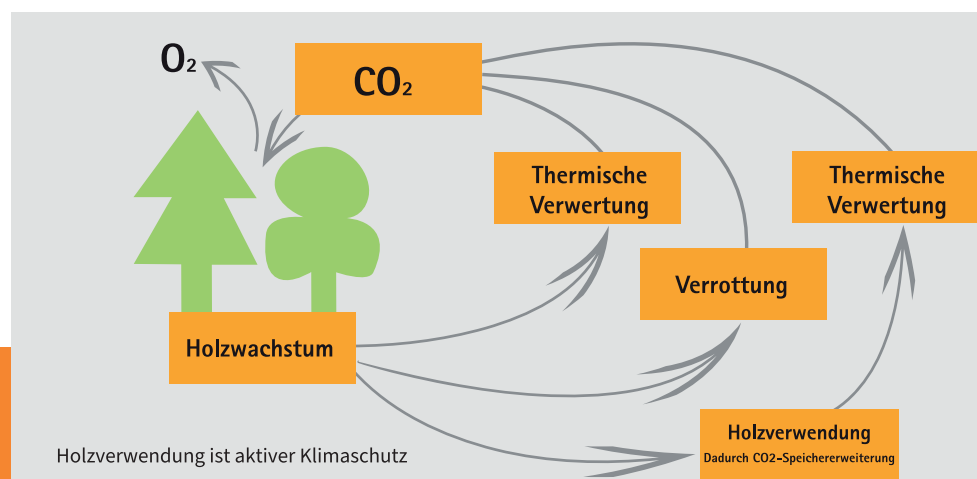 O₂
CO₂
Thermische
Verwertung
Thermische
Verwertung
Verrottung
Holzwachstum
Holzverwendung
Dadurch CO2-Speichererweiterung
Holzverwendung ist aktiver Klimaschutz